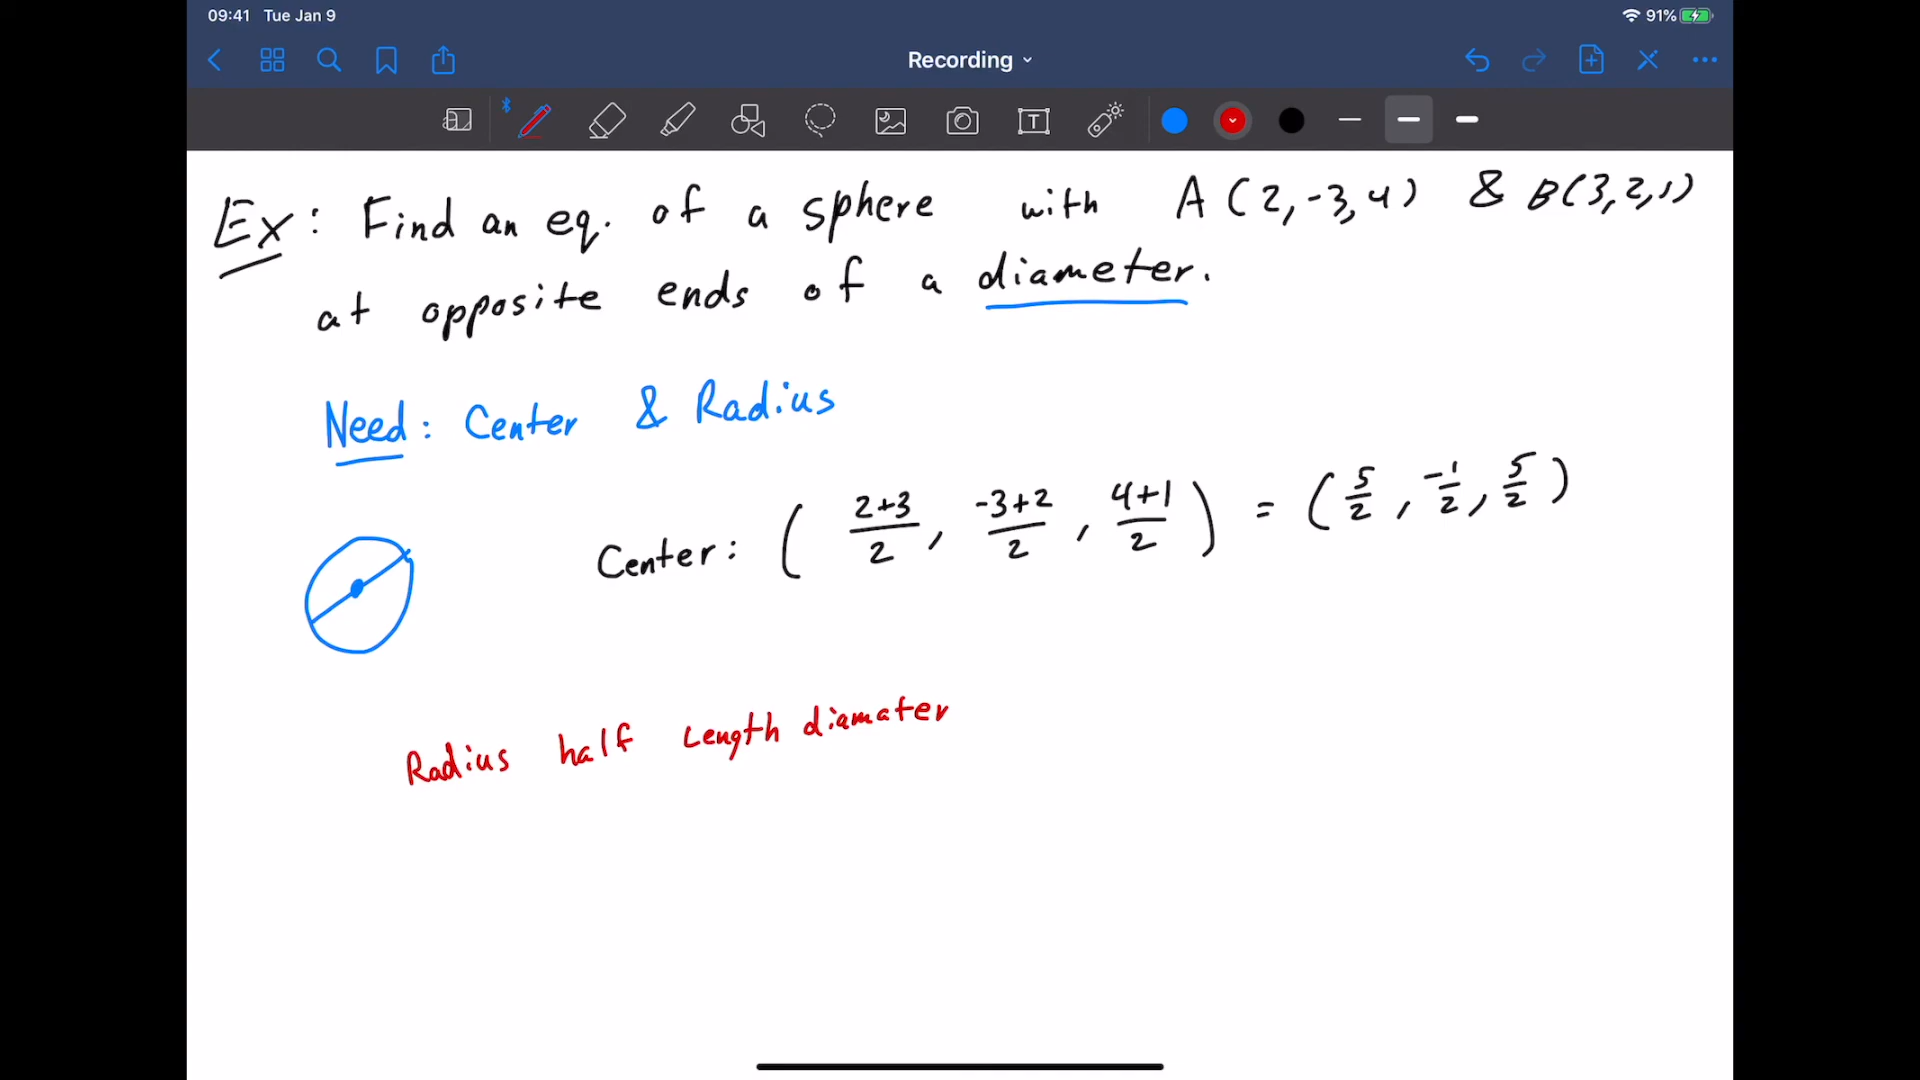 09:41 Tue Jan 9
91%
Recording
Ex: Find an eq. of a sphere with A(2,-3,4) & B(3,2,1)
at opposite ends of a diameter.
Need: Center & Radius
Center: ( 2+3/2, -3+2/2, 4+1/2 ) = ( 5/2, -1/2, 5/2 )
Radius half Length diamater